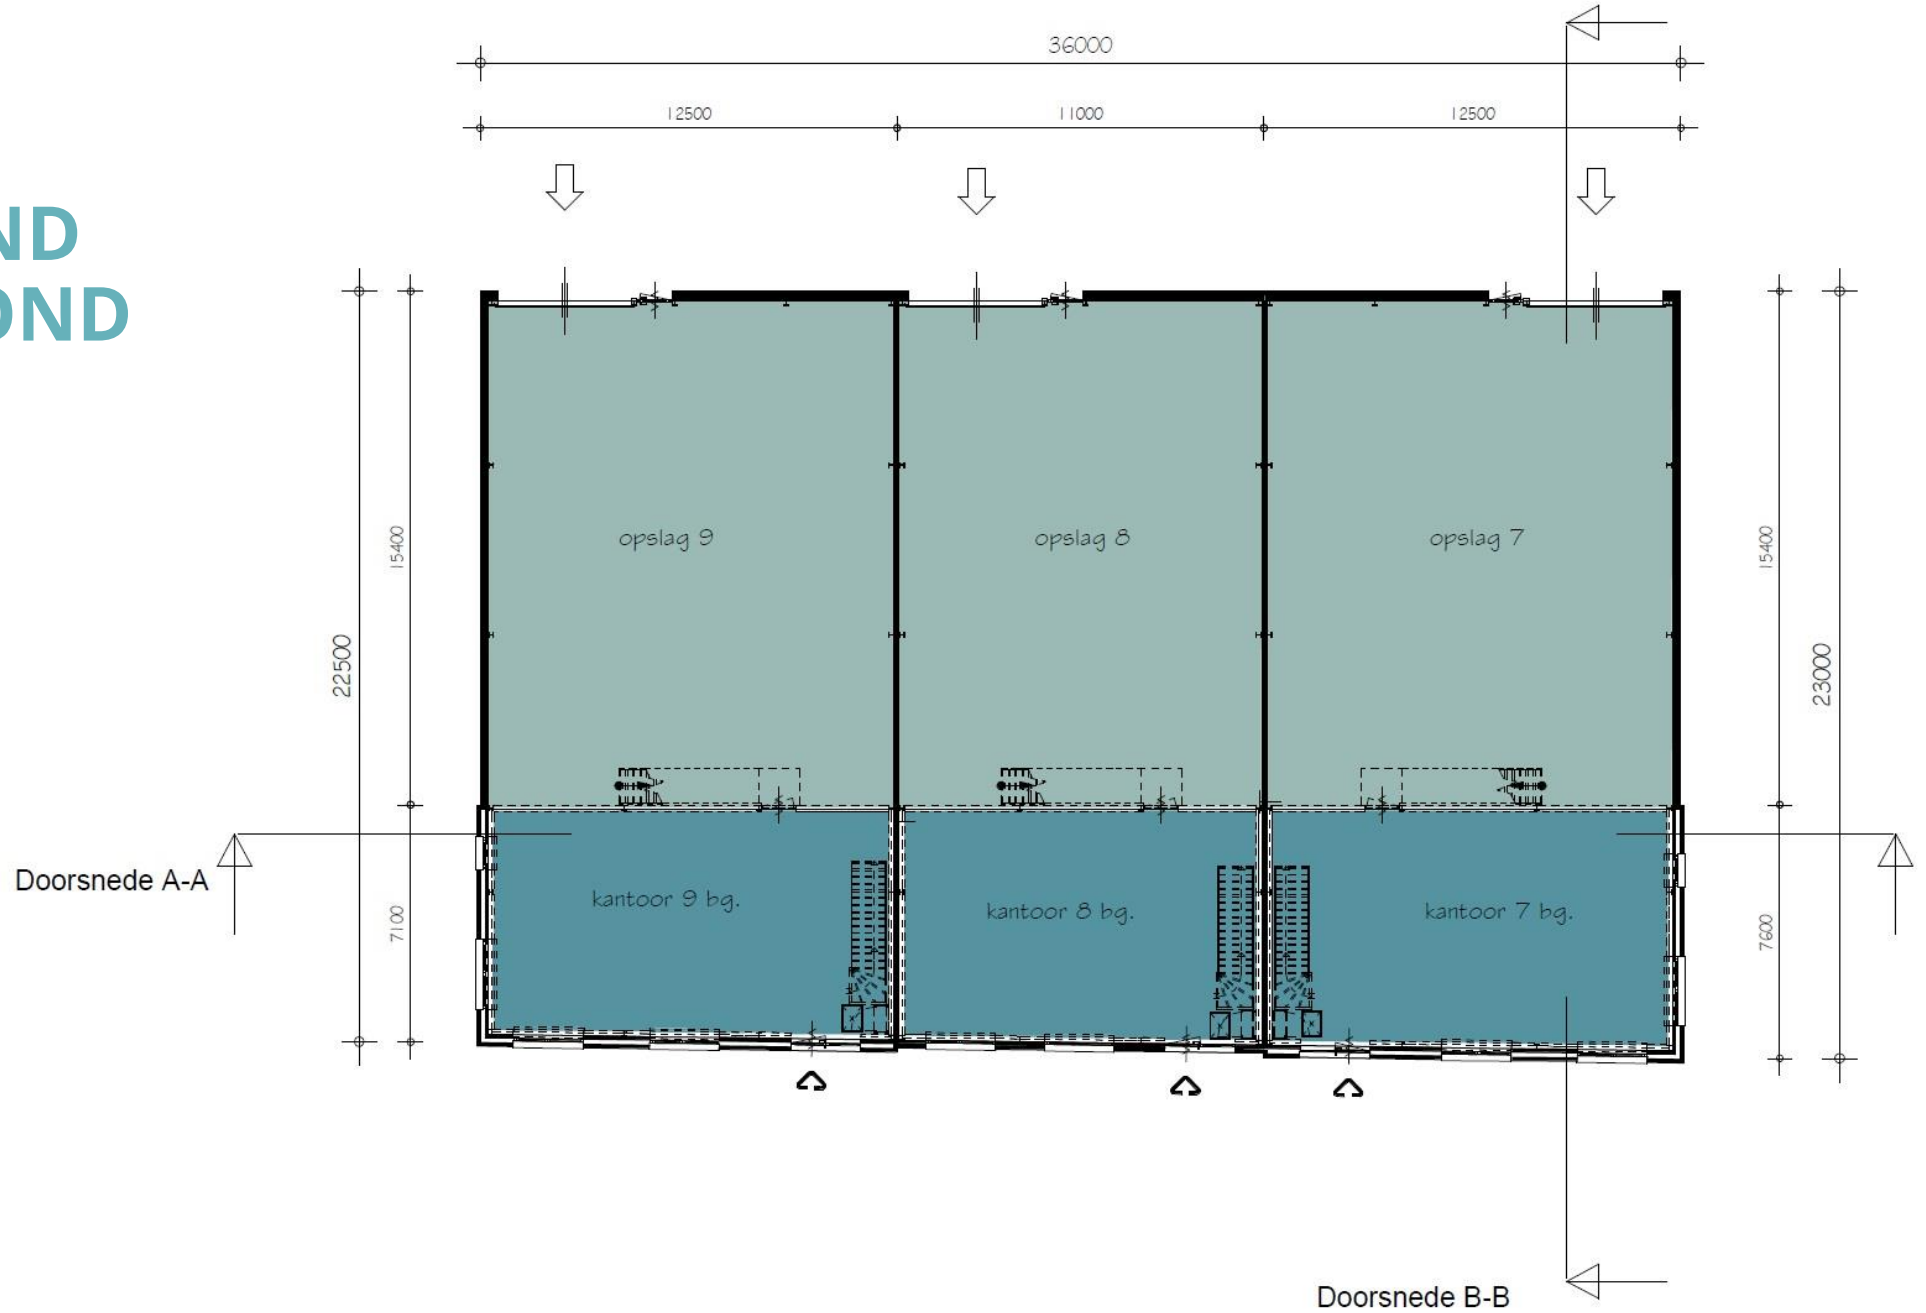 36000
12500 11000 12500
ND
OND
opslag 9 opslag 8 opslag 7
15400 15400
22500 23000
Doorsnede A-A
kantoor 9 bg. kantoor 8 bg. kantoor 7 bg.
7100 7600
Doorsnede B-B